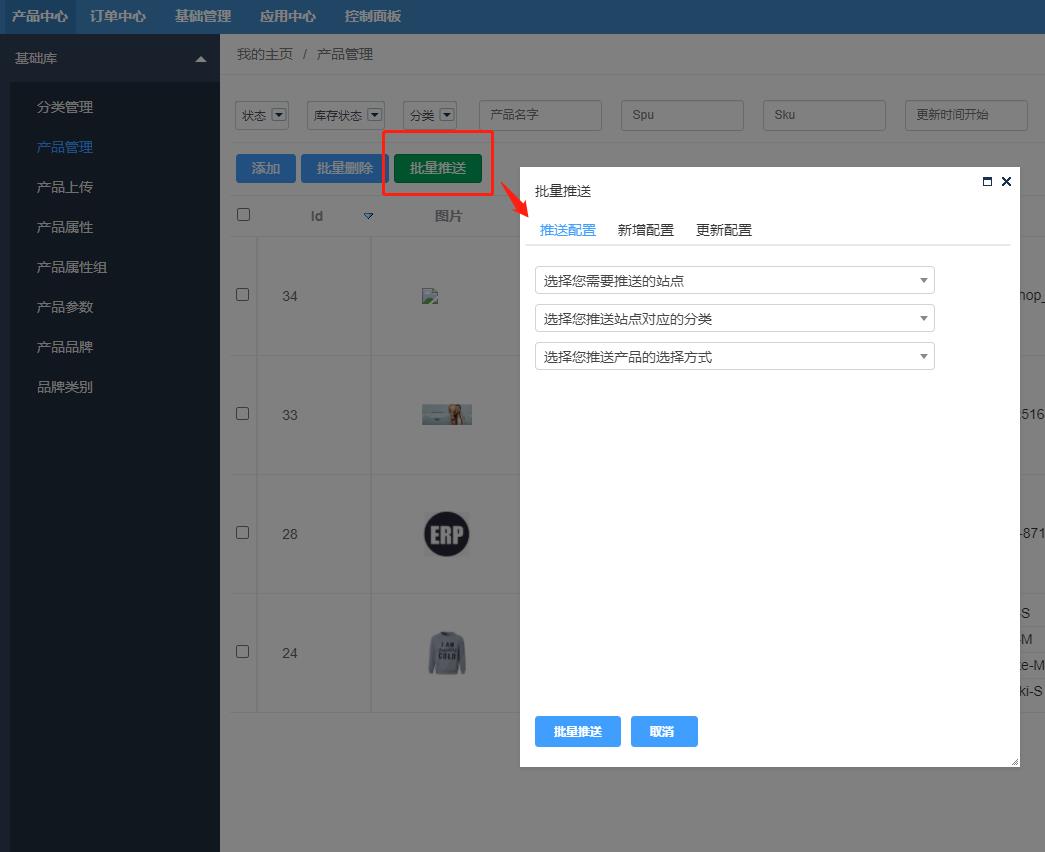 产品中心 订单中心 基础管理 应用中心 控制面板
基础库
分类管理
产品管理
产品上传
产品属性
产品属性组
产品参数
产品品牌
品牌类别
我的主页 / 产品管理
状态 库存状态 分类 产品名字 Spu Sku 更新时间开始
添加 批量删除 批量推送
Id 图片
34
hop_
33
516
28
ERP
-871
24
I AM
COLD
-S
-M
te-M
ki-S
批量推送
推送配置 新增配置 更新配置
选择您需要推送的站点
选择您推送站点对应的分类
选择您推送产品的选择方式
批量推送 取消